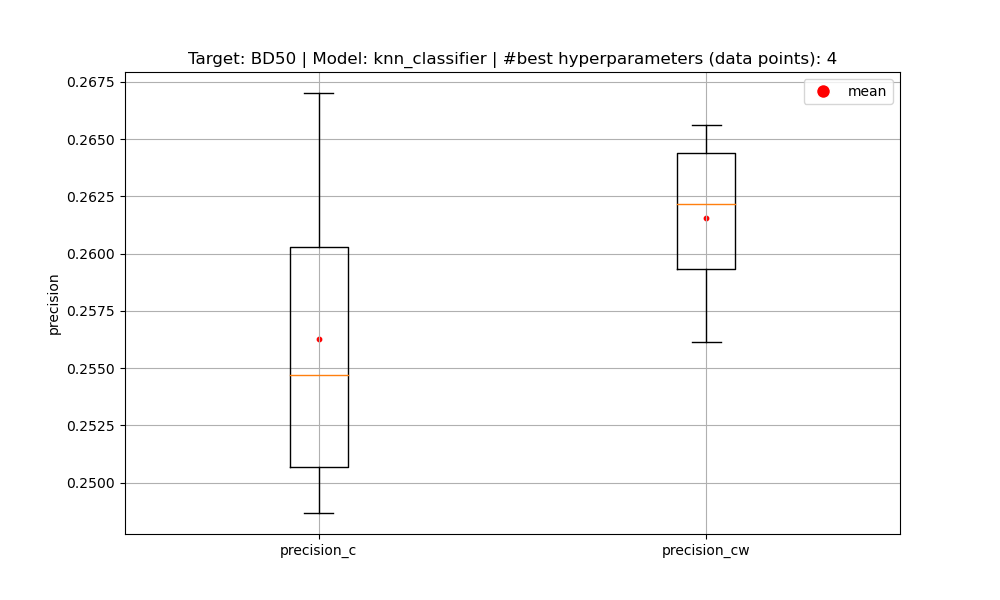 Target: BD50 | Model: knn_classifier | #best hyperparameters (data points): 4
mean
0.2675
0.2650
0.2625
0.2600
0.2575
0.2550
0.2525
0.2500
precision
precision_c
precision_cw